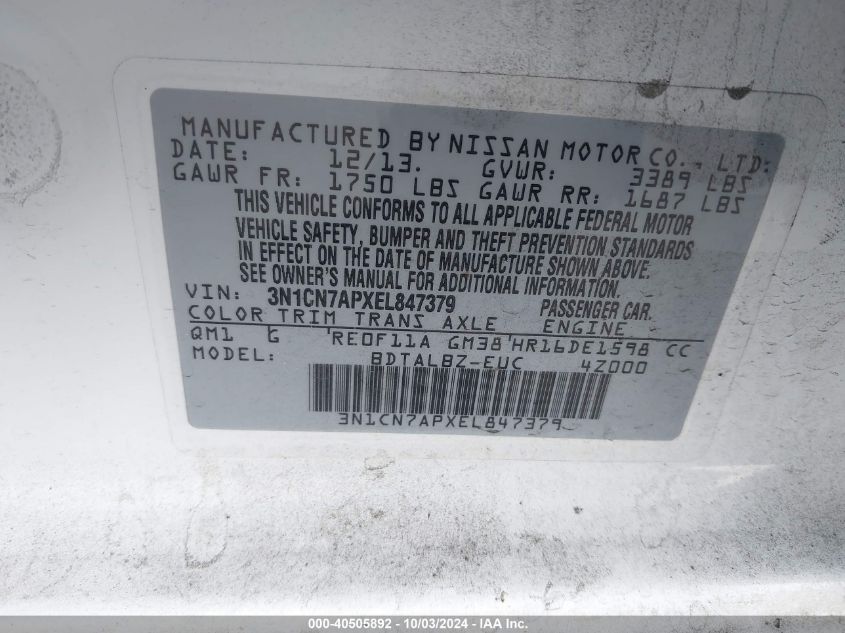 MANUFACTURED BY NISSAN MOTOR CO., LTD.
DATE: 12/13. GVWR: 3389 LBS
GAWR FR: 1750 LBS GAWR RR: 1687 LBS
THIS VEHICLE CONFORMS TO ALL APPLICABLE FEDERAL MOTOR
VEHICLE SAFETY, BUMPER AND THEFT PREVENTION STANDARDS
IN EFFECT ON THE DATE OF MANUFACTURE SHOWN ABOVE.
SEE OWNER'S MANUAL FOR ADDITIONAL INFORMATION.
VIN: 3N1CN7APXEL847379 PASSENGER CAR.
COLOR TRIM TRANS AXLE ENGINE
QM1 G RE0F11A GM38 HR16DE1598 CC
MODEL: BDTALBZ-EUC 4Z000
3N1CN7APXEL847379
000-40505892 - 10/03/2024 - IAA Inc.